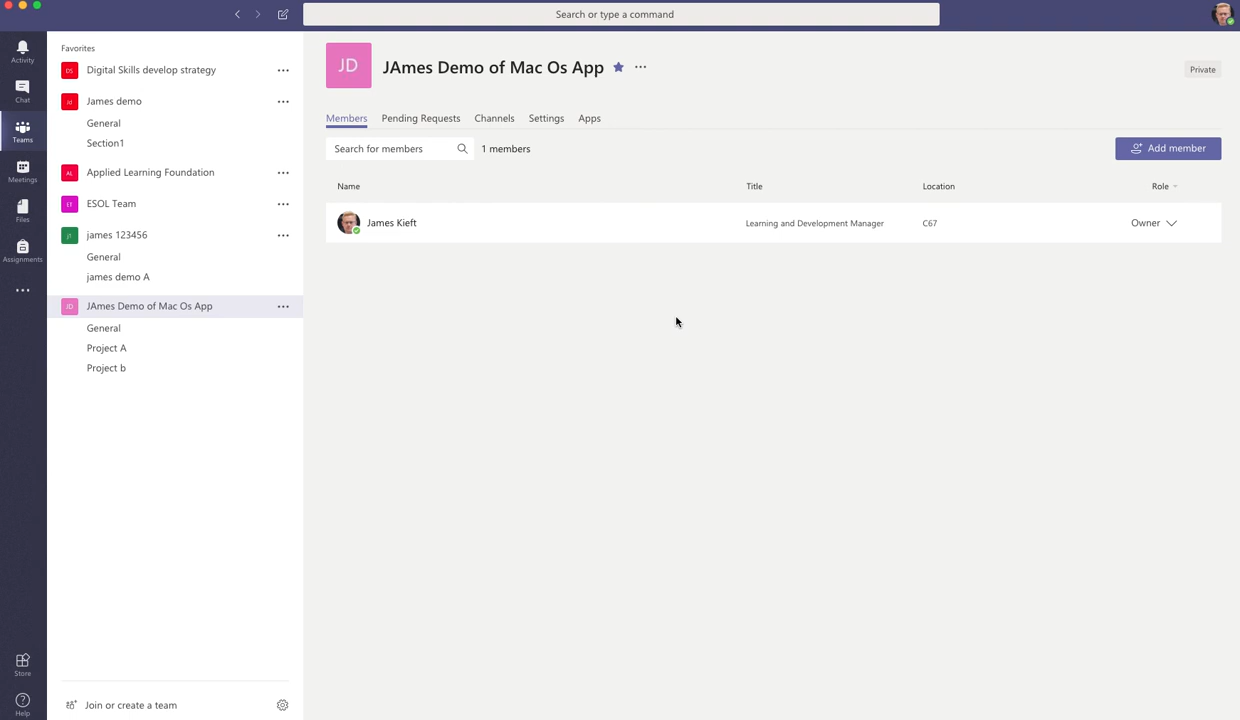 Search or type a command
Activity
Chat
Teams
Meetings
Files
Assignments
Store
Help
Favorites
DS Digital Skills develop strategy
Jd James demo
General
Section1
AL Applied Learning Foundation
ET ESOL Team
j1 james 123456
General
james demo A
JD JAmes Demo of Mac Os App
General
Project A
Project b
Join or create a team
JD JAmes Demo of Mac Os App
Private
Members Pending Requests Channels Settings Apps
Search for members 1 members Add member
Name Title Location Role
James Kieft Learning and Development Manager C67 Owner